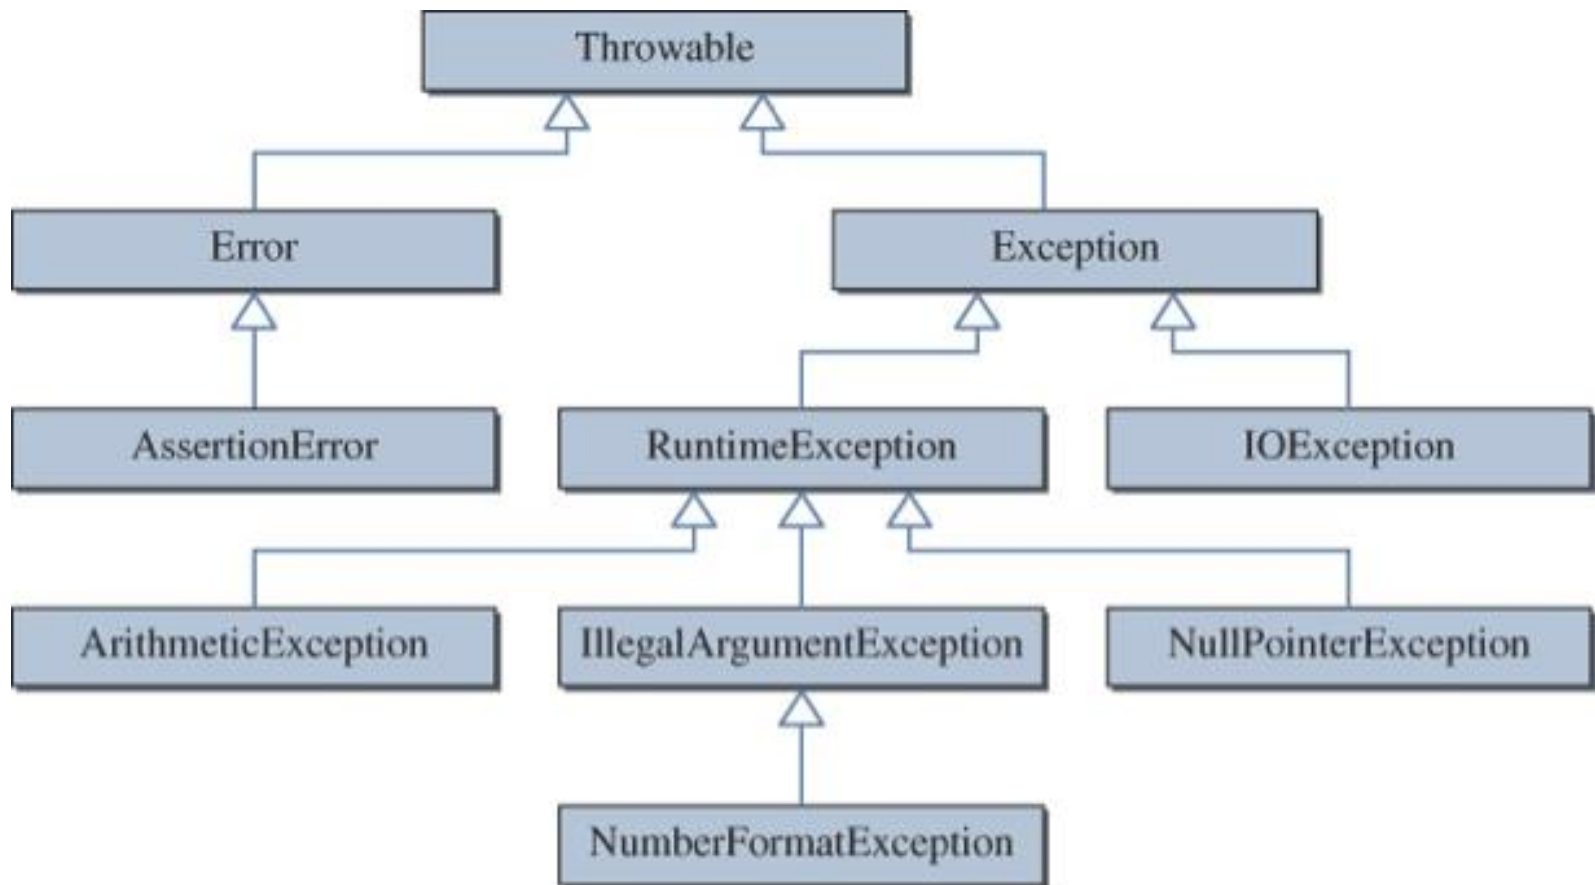 Throwable
Error
Exception
AssertionError
RuntimeException
IOException
ArithmeticException
IllegalArgumentException
NullPointerException
NumberFormatException